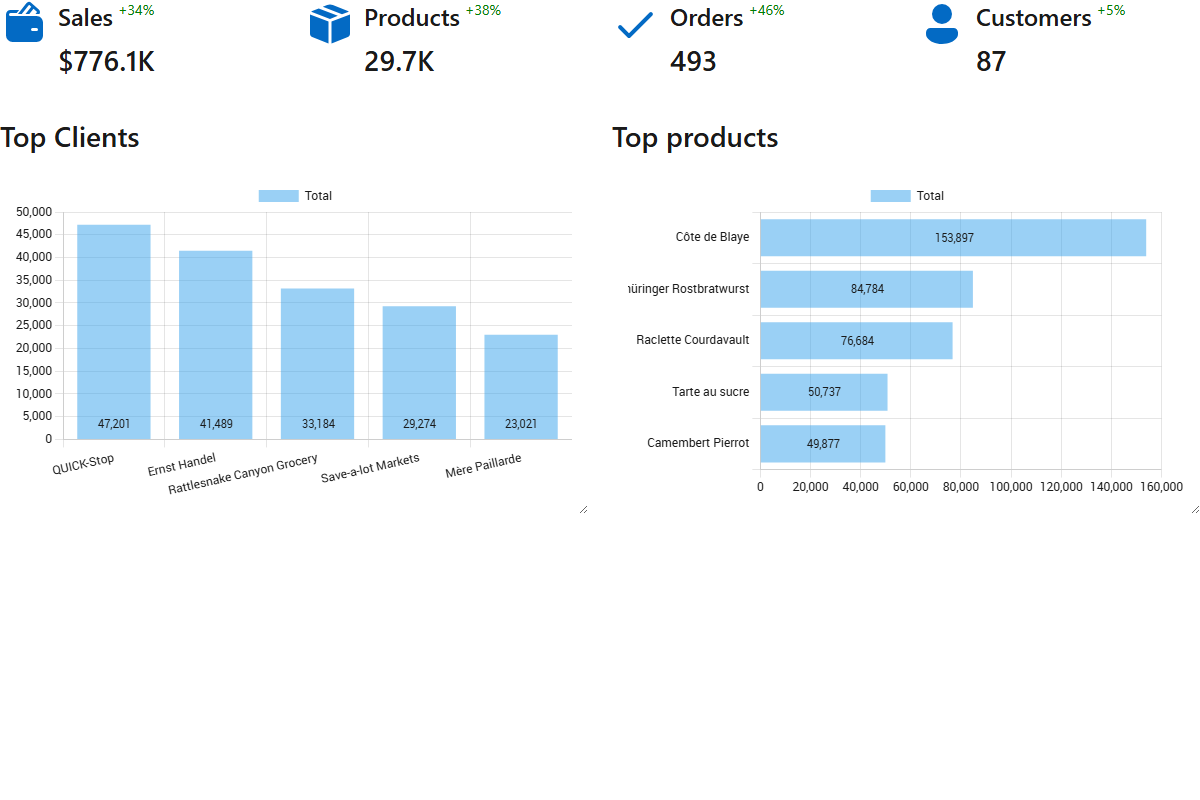 Sales +34%
$776.1K
Products +38%
29.7K
Orders +46%
493
Customers +5%
87
Top Clients
Total
50,000
45,000
40,000
35,000
30,000
25,000
20,000
15,000
10,000
5,000
0
47,201
41,489
33,184
29,274
23,021
QUICK-Stop
Ernst Handel
Rattlesnake Canyon Grocery
Save-a-lot Markets
Mère Paillarde
Top products
Total
Côte de Blaye
153,897
Rostbratwurst
84,784
Raclette Courdavault
76,684
Tarte au sucre
50,737
Camembert Pierrot
49,877
0
20,000
40,000
60,000
80,000
100,000
120,000
140,000
160,000